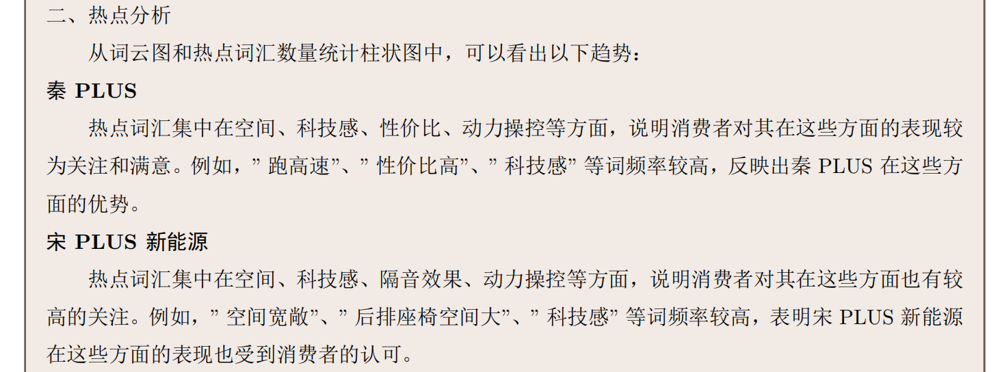 二、热点分析
从词云图和热点词汇数量统计柱状图中，可以看出以下趋势：
秦 PLUS
热点词汇集中在空间、科技感、性价比、动力操控等方面，说明消费者对其在这些方面的表现较
为关注和满意。例如，” 跑高速”、” 性价比高”、” 科技感” 等词频率较高，反映出秦 PLUS 在这些方
面的优势。
宋 PLUS 新能源
热点词汇集中在空间、科技感、隔音效果、动力操控等方面，说明消费者对其在这些方面也有较
高的关注。例如，” 空间宽敞”、” 后排座椅空间大”、” 科技感” 等词频率较高，表明宋 PLUS 新能源
在这些方面的表现也受到消费者的认可。